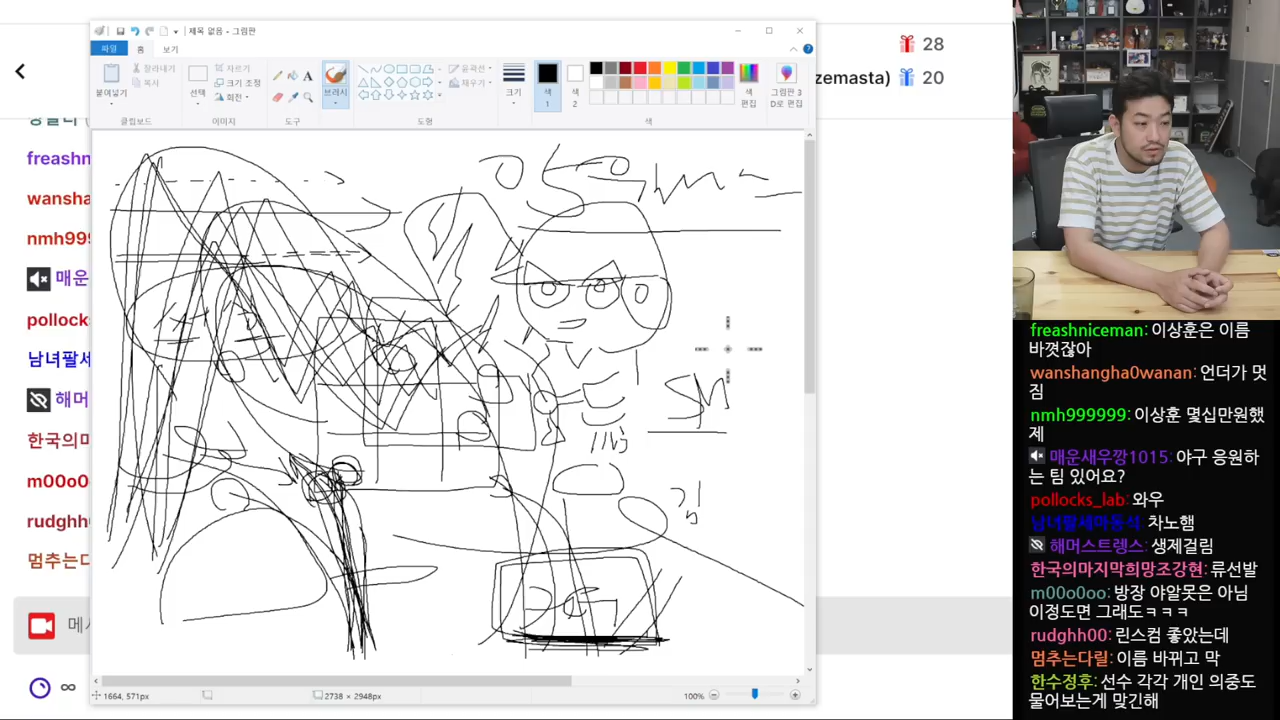 제목 없음 - 그림판
28
파일
홈
보기
zemasta)
20
붙여넣기
잘라내기
복사
선택
자르기
크기 조정
회전
A
브러시
윤곽선
채우기
크기
색
1
색
2
색
편집
그림판 3
D로 편집
클립보드
이미지
도구
도형
색
freashn
wansha
nmh999
매운
pollocks
남녀팔세
해머
한국의마
m00o0o
rudghh0
멈추는다
메시
SM
김
1664, 571px
2738 × 2948px
100%
freashniceman: 이상훈은 이름
바꼇잖아
wanshangha0wanan: 언더가 멋
짐
nmh999999: 이상훈 몇십만원했
제
매운새우깡1015: 야구 응원하
는 팀 있어요?
pollocks_lab: 와우
남녀팔세마동석: 차노햄
해머스트렝스: 생제걸림
한국의마지막희망조강현: 류선발
m00o0oo: 방장 야알못은 아님
이정도면 그래도ㅋㅋㅋ
rudghh00: 린스컴 좋았는데
멈추는다릴: 이름 바뀌고 막
한수정후: 선수 각각 개인 의중도
물어보는게 맞긴해